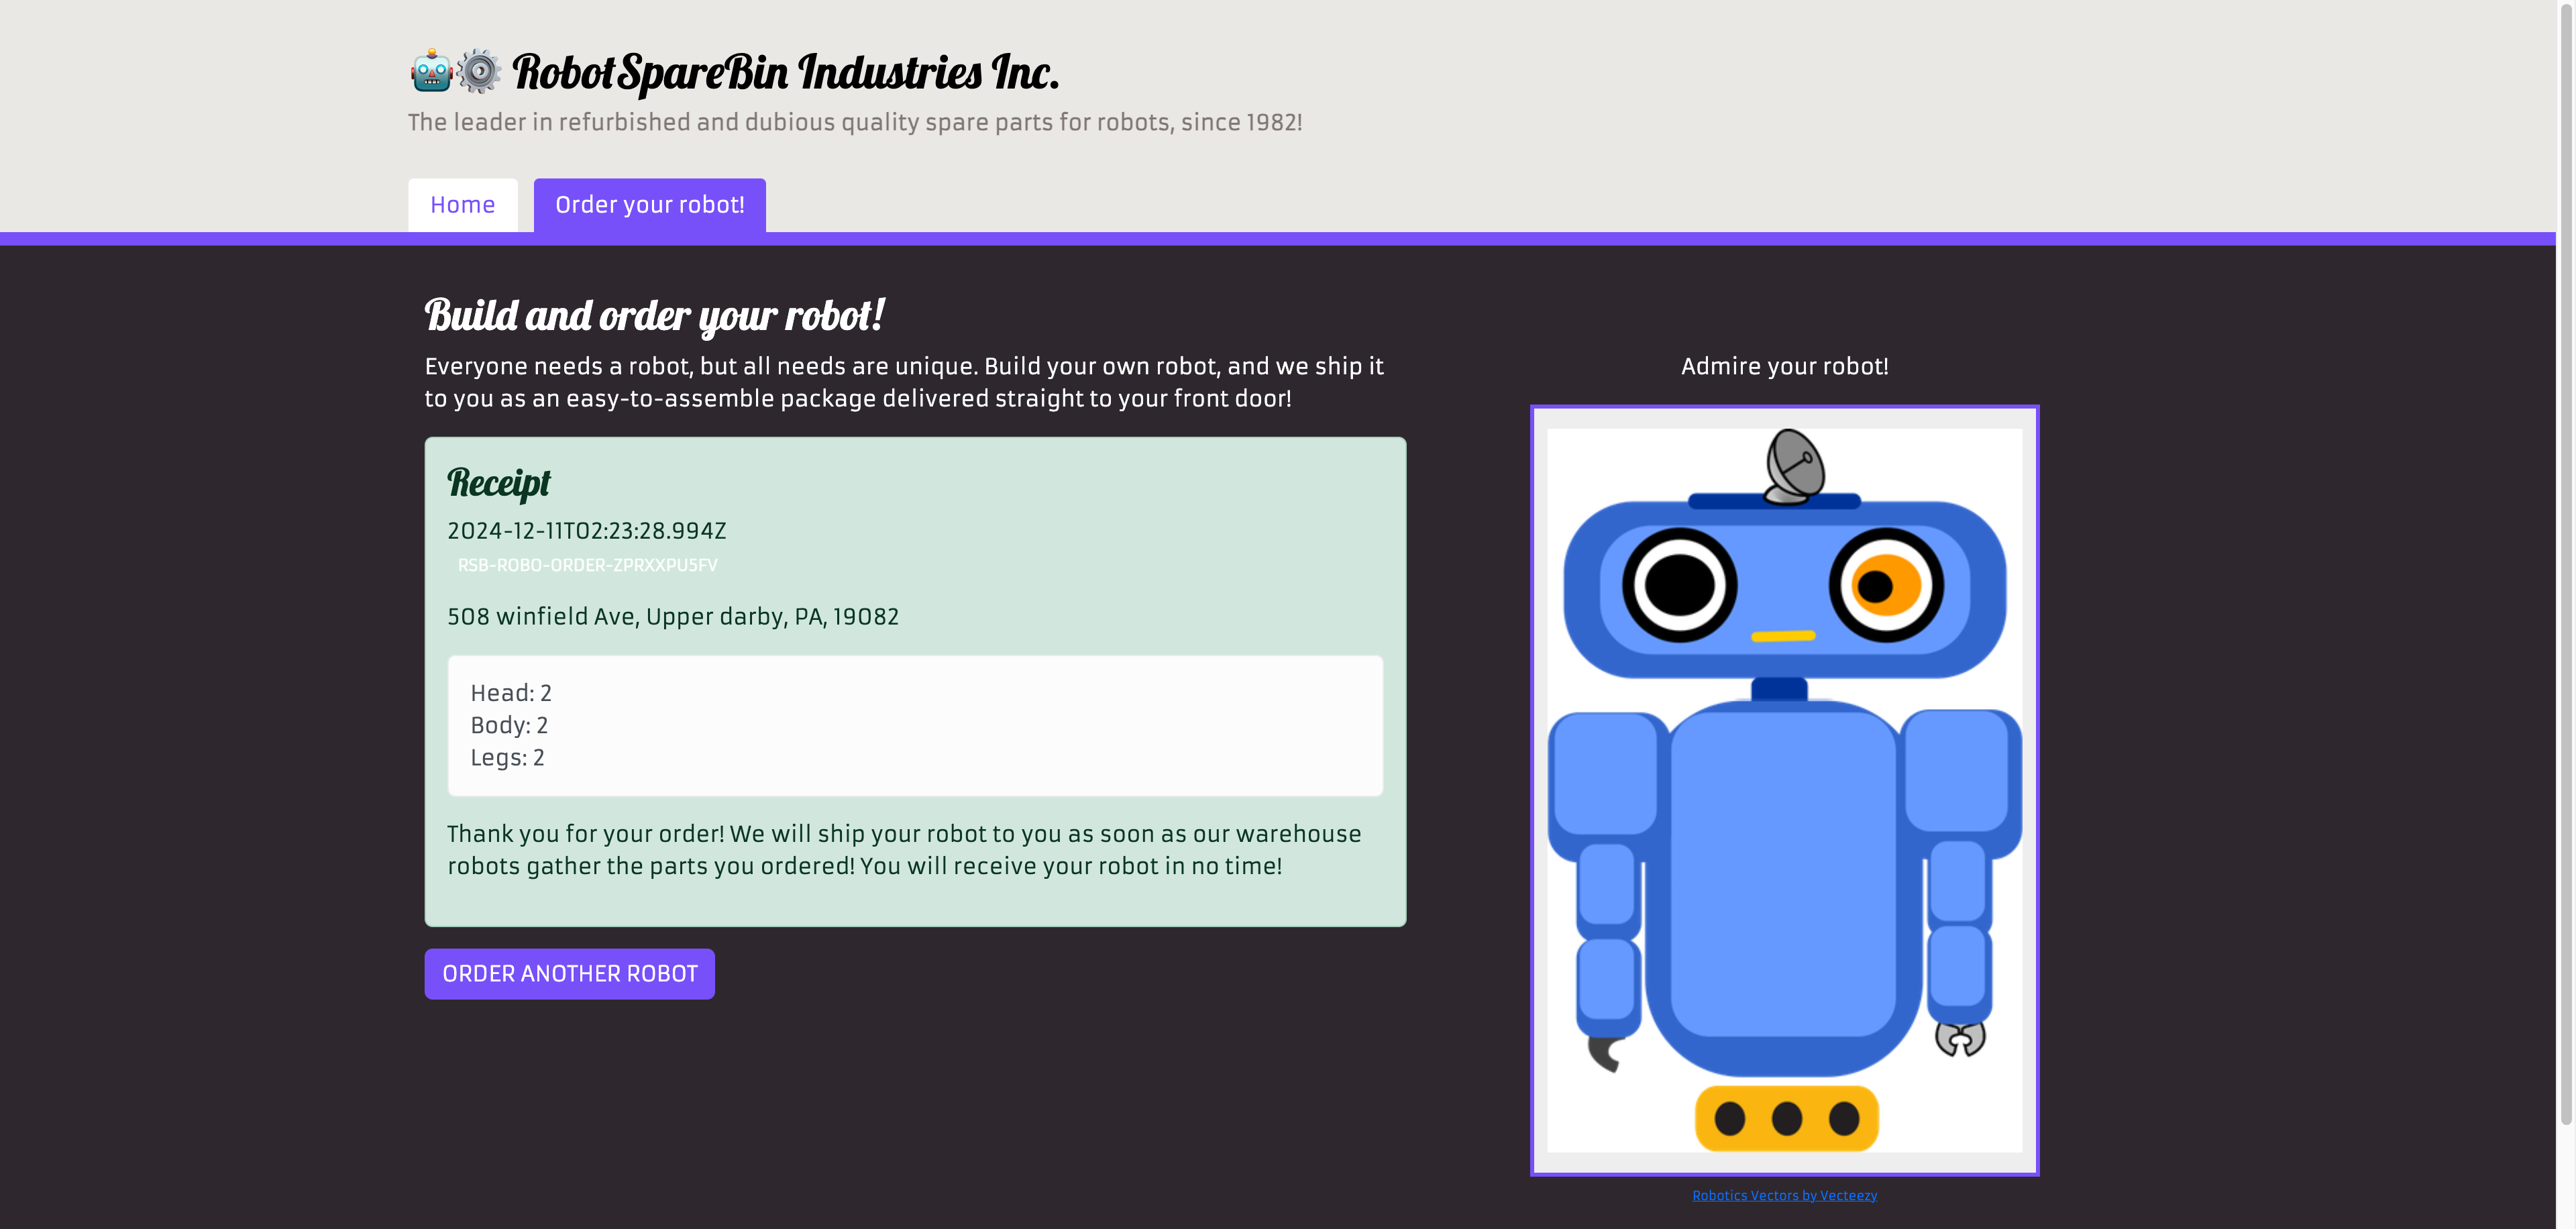 RobotSpareBin Industries Inc.
The leader in refurbished and dubious quality spare parts for robots, since 1982!
Home
Order your robot!
Build and order your robot!
Everyone needs a robot, but all needs are unique. Build your own robot, and we ship it
to you as an easy-to-assemble package delivered straight to your front door!
Receipt
2024-12-11T02:23:28.994Z
RSB-ROBO-ORDER-ZPRXXPU5FV
508 winfield Ave, Upper darby, PA, 19082
Head: 2
Body: 2
Legs: 2
Thank you for your order! We will ship your robot to you as soon as our warehouse
robots gather the parts you ordered! You will receive your robot in no time!
ORDER ANOTHER ROBOT
Admire your robot!
Robotics Vectors by Vecteezy